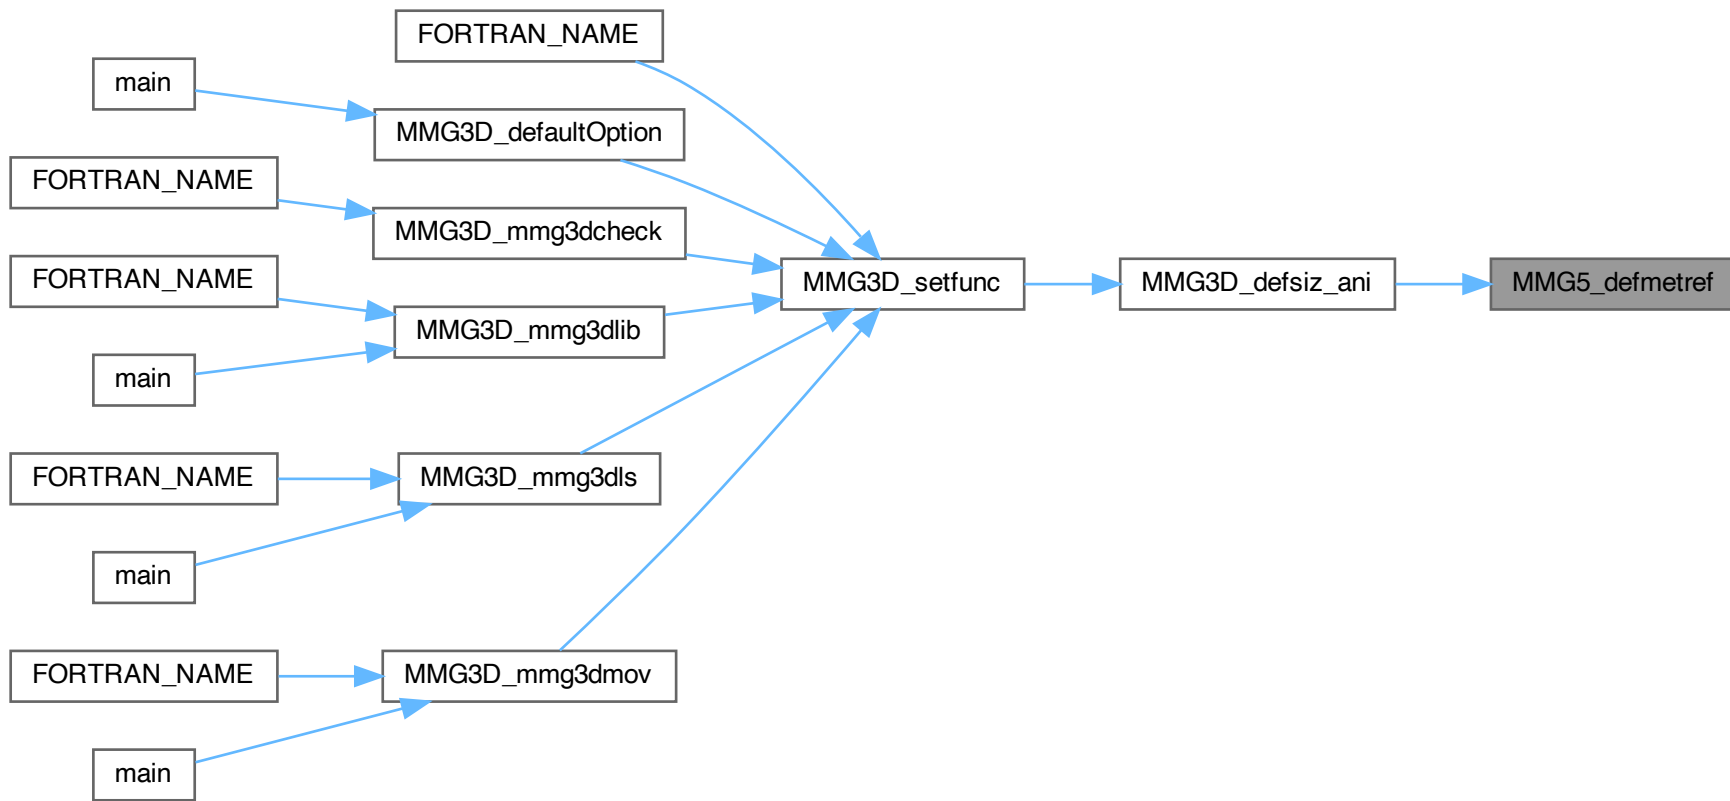 FORTRAN_NAME
main
MMG3D_defaultOption
FORTRAN_NAME
MMG3D_mmg3dcheck
FORTRAN_NAME
MMG3D_setfunc
MMG3D_defsiz_ani
MMG5_defmetref
MMG3D_mmg3dlib
main
FORTRAN_NAME
MMG3D_mmg3dls
main
FORTRAN_NAME
MMG3D_mmg3dmov
main